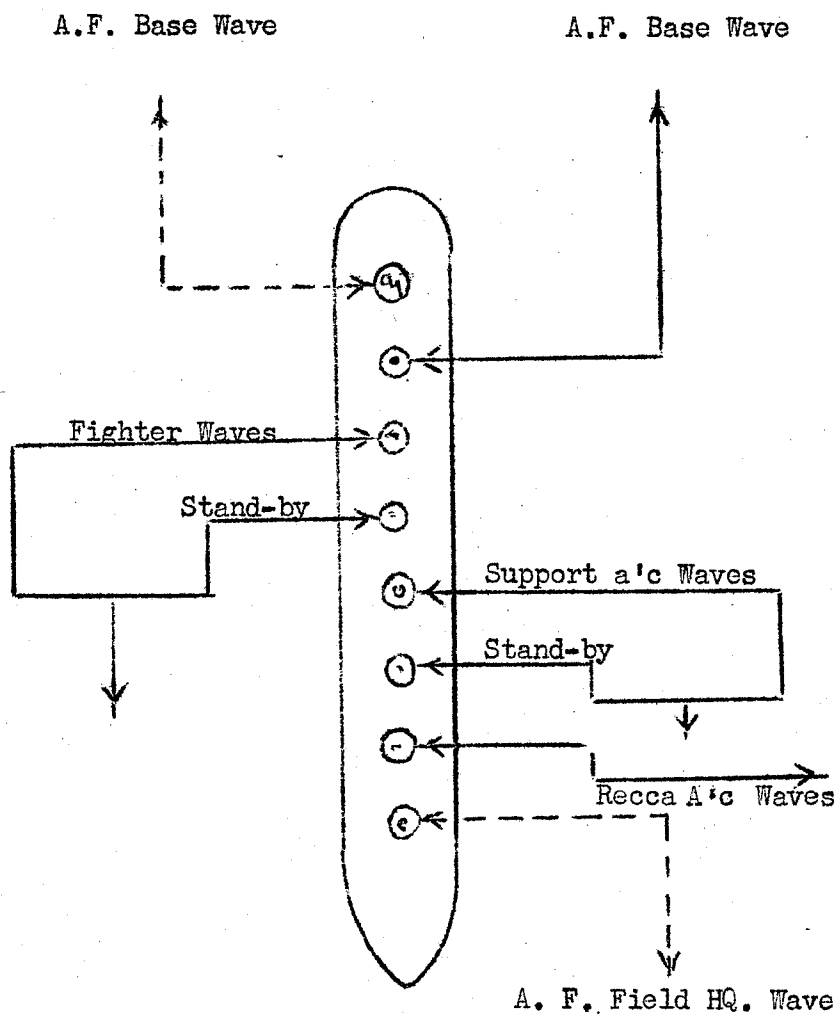 A.F. Base Wave
A.F. Base Wave
Fighter Waves
Stand-by
Support a'c Waves
Stand-by
Recca A'c Waves
A. F. Field HQ. Wave